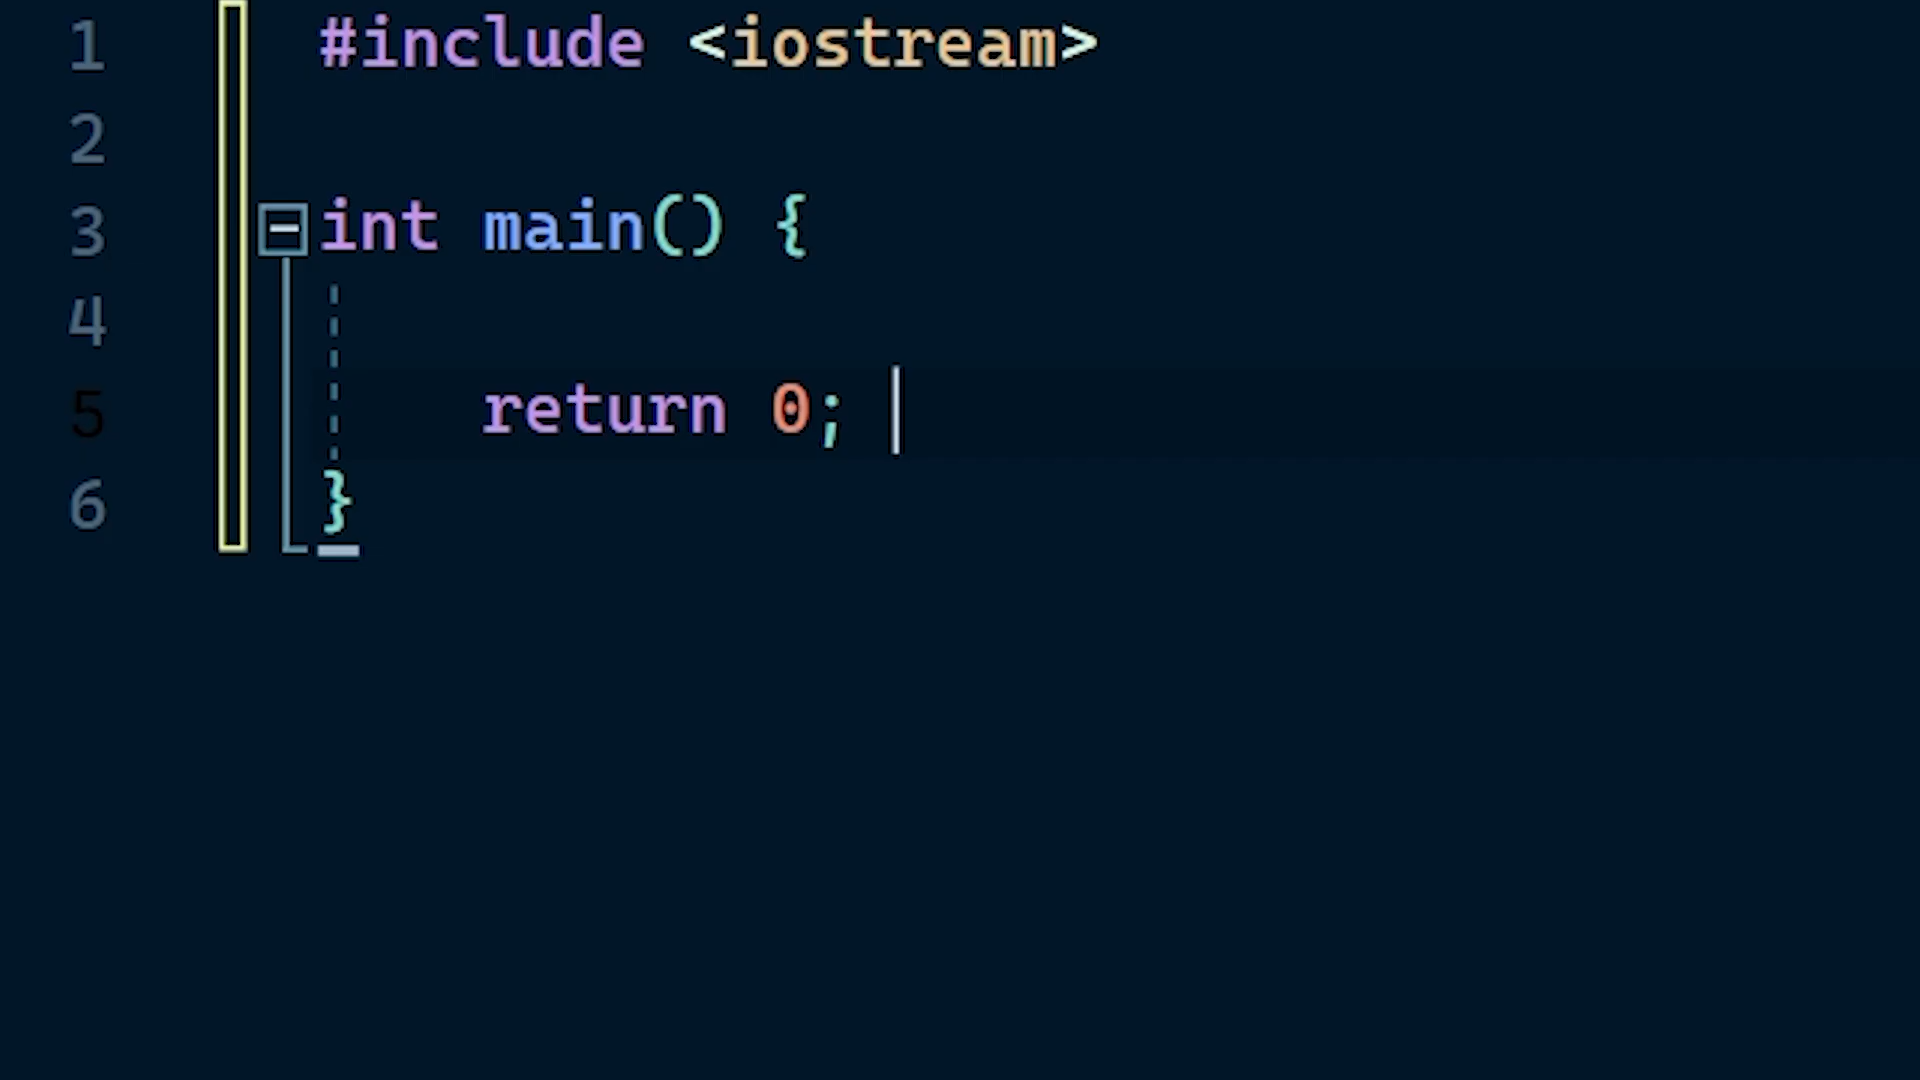 1 #include <iostream>
2
3 int main() {
4
5 return 0;
6 }